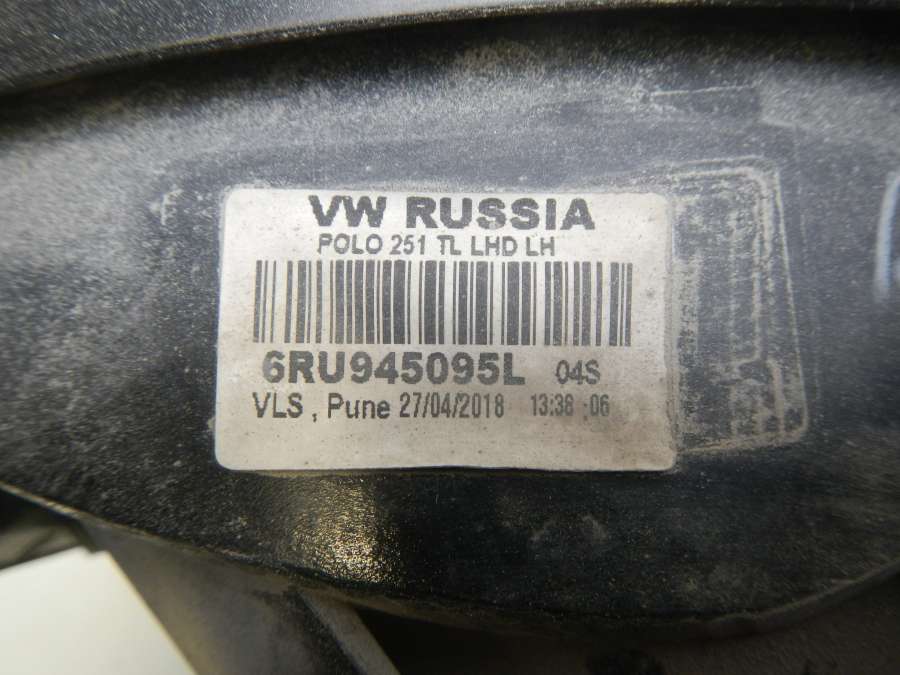 VW RUSSIA
POLO 251 TL LHD LH
6RU945095L 04S
VLS , Pune 27/04/2018 13:38 :06